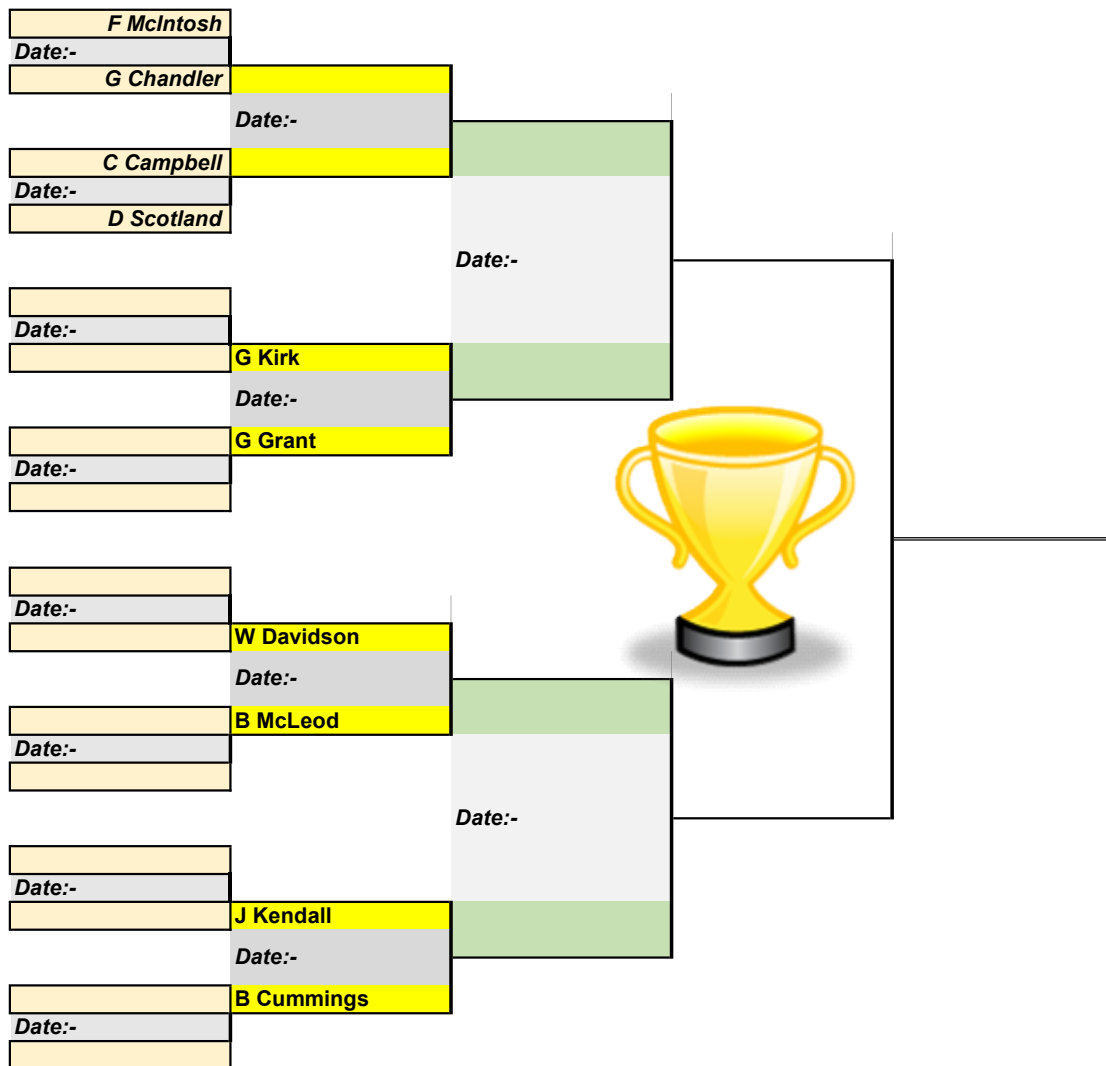 F McIntosh
Date:-
G Chandler
Date:-
C Campbell
Date:-
D Scotland
Date:-
Date:-
G Kirk
Date:-
G Grant
Date:-
Date:-
W Davidson
Date:-
B McLeod
Date:-
Date:-
Date:-
J Kendall
Date:-
B Cummings
Date:-